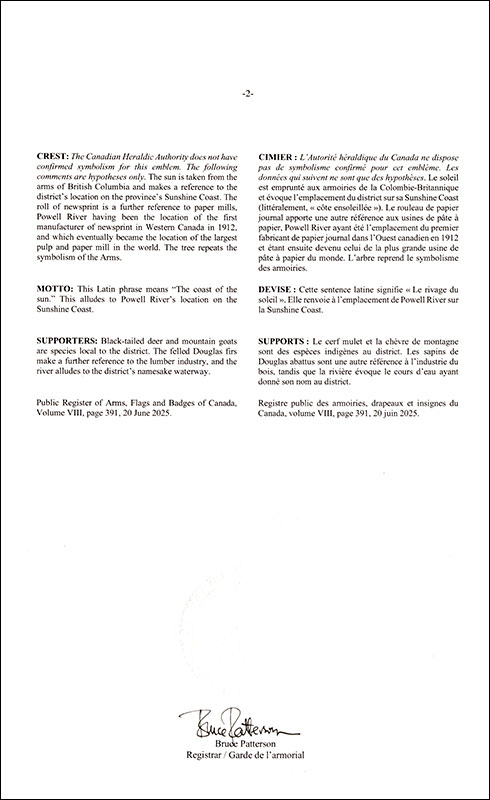 -2-
CREST: The Canadian Heraldic Authority does not have
confirmed symbolism for this emblem. The following
comments are hypotheses only. The sun is taken from the
arms of British Columbia and makes a reference to the
district's location on the province's Sunshine Coast. The
roll of newsprint is a further reference to paper mills,
Powell River having been the location of the first
manufacturer of newsprint in Western Canada in 1912,
and which eventually became the location of the largest
pulp and paper mill in the world. The tree repeats the
symbolism of the Arms.
MOTTO: This Latin phrase means “The coast of the
sun.” This alludes to Powell River's location on the
Sunshine Coast.
SUPPORTERS: Black-tailed deer and mountain goats
are species local to the district. The felled Douglas firs
make a further reference to the lumber industry, and the
river alludes to the district's namesake waterway.
Public Register of Arms, Flags and Badges of Canada,
Volume VIII, page 391, 20 June 2025.
CIMIER : L'Autorité héraldique du Canada ne dispose
pas de symbolisme confirmé pour cet emblème. Les
données qui suivent ne sont que des hypothèses. Le soleil
est emprunté aux armoiries de la Colombie-Britannique
et évoque l'emplacement du district sur sa Sunshine Coast
(littéralement, « côte ensoleillée »). Le rouleau de papier
journal apporte une autre référence aux usines de pâte à
papier, Powell River ayant été l'emplacement du premier
fabricant de papier journal dans l'Ouest canadien en 1912
et étant ensuite devenu celui de la plus grande usine de
pâte à papier du monde. L'arbre reprend le symbolisme
des armoiries.
DEVISE : Cette sentence latine signifie « Le rivage du
soleil ». Elle renvoie à l'emplacement de Powell River sur
la Sunshine Coast.
SUPPORTS : Le cerf mulet et la chèvre de montagne
sont des espèces indigènes au district. Les sapins de
Douglas abattus sont une autre référence à l'industrie du
bois, tandis que la rivière évoque le cours d'eau ayant
donné son nom au district.
Registre public des armoiries, drapeaux et insignes du
Canada, volume VIII, page 391, 20 juin 2025.
Bruce Patterson
Bruce Patterson
Registrar / Garde de l'armorial